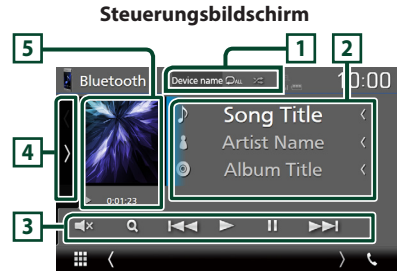 Steuerungsbildschirm
5 1 2
Bluetooth Device name ALL 10:00
Song Title
Artist Name
Album Title
4
0:01:23
3